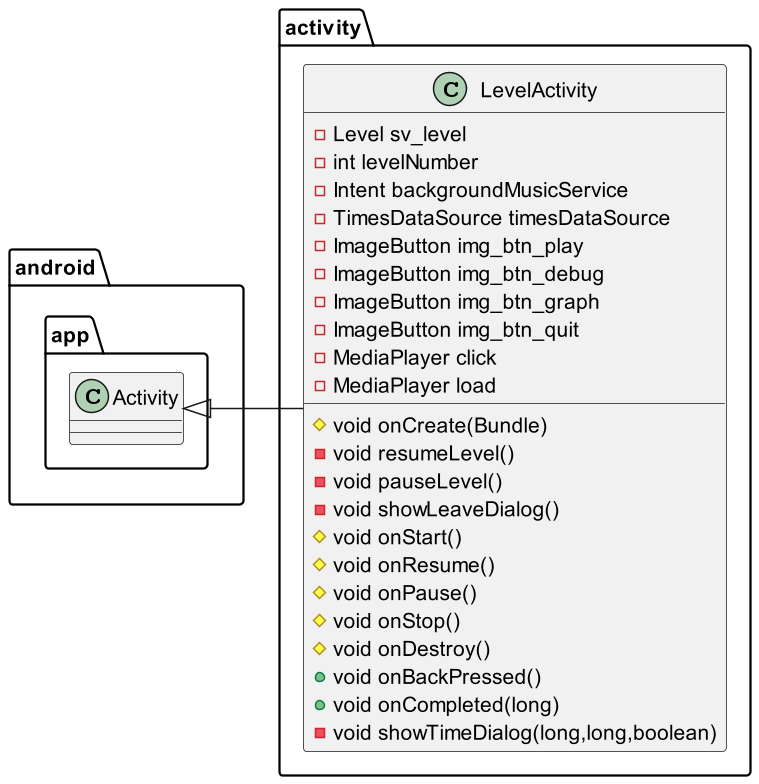 activity
C LevelActivity
Level sv_level
int levelNumber
Intent backgroundMusicService
TimesDataSource timesDataSource
ImageButton img_btn_play
ImageButton img_btn_debug
ImageButton img_btn_graph
ImageButton img_btn_quit
MediaPlayer click
MediaPlayer load
void onCreate(Bundle)
void resumeLevel()
void pauseLevel()
void showLeaveDialog()
void onStart()
void onResume()
void onPause()
void onStop()
void onDestroy()
void onBackPressed()
void onCompleted(long)
void showTimeDialog(long,long,boolean)
android
app
C Activity